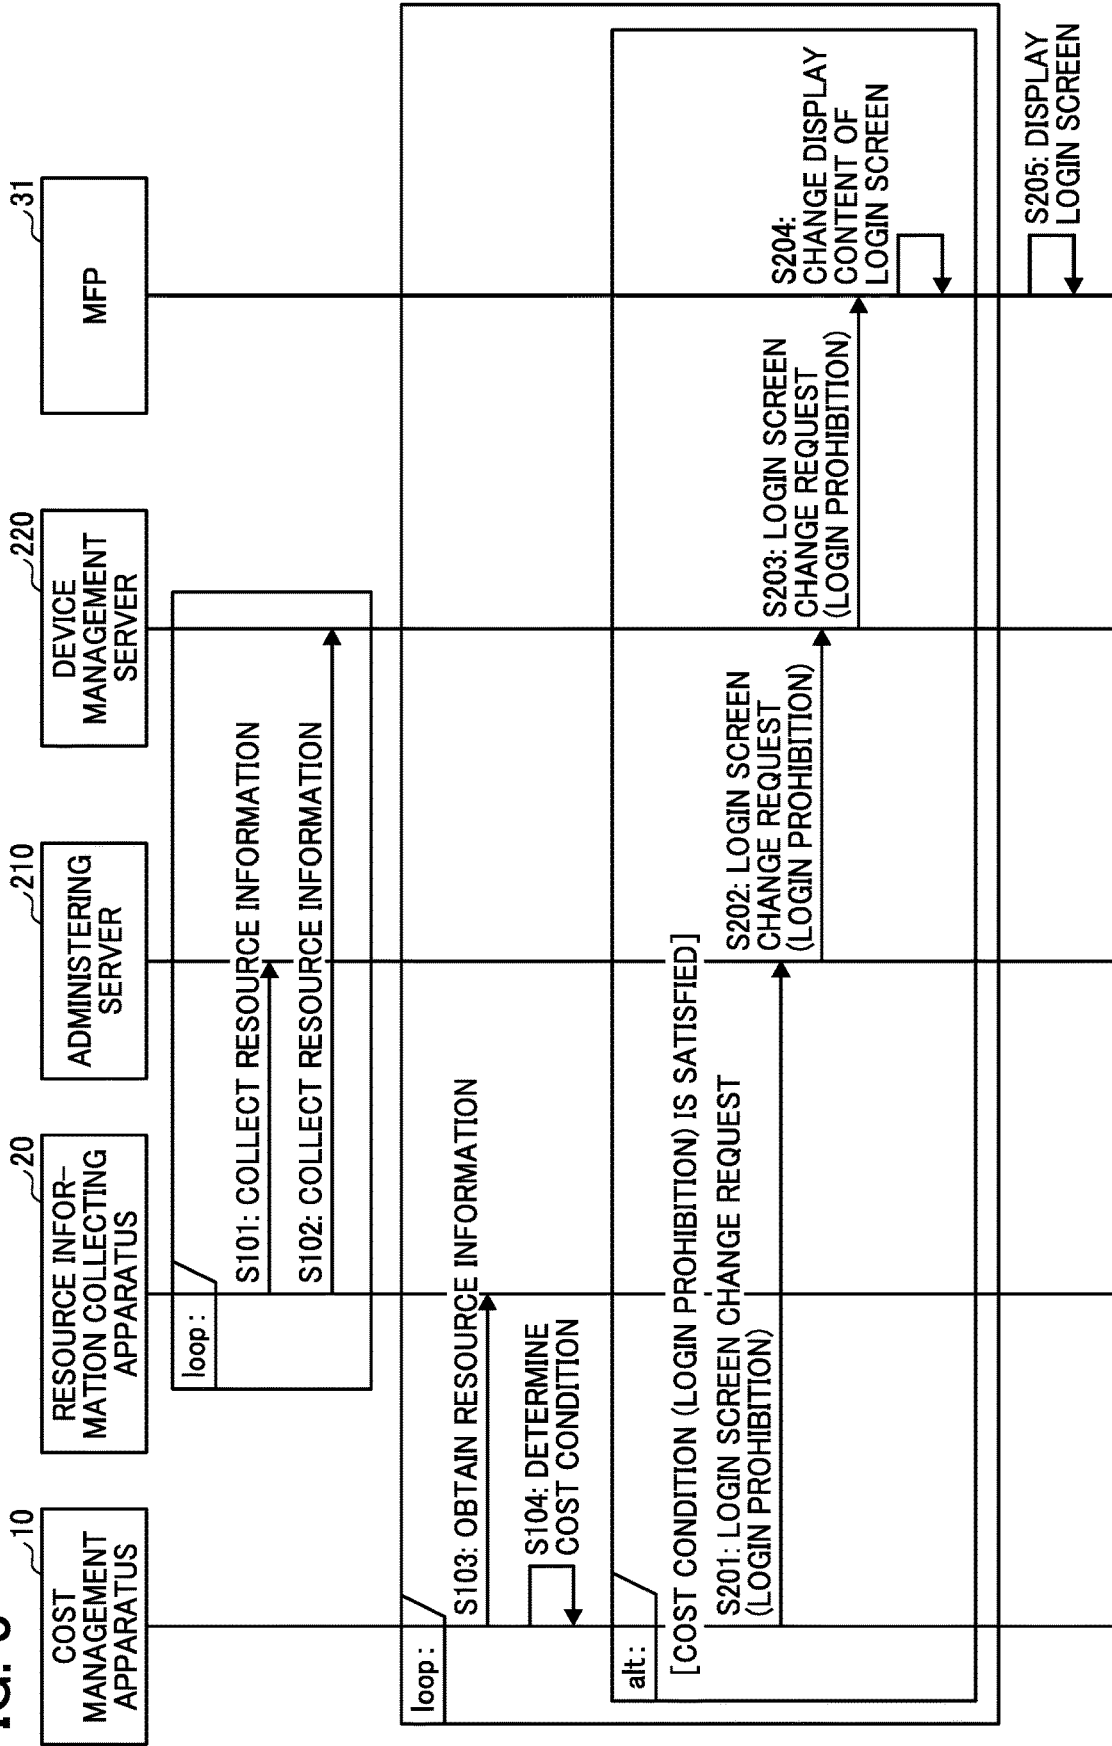 10
COST
MANAGEMENT
APPARATUS
20
RESOURCE INFOR-
MATION COLLECTING
APPARATUS
210
ADMINISTERING
SERVER
220
DEVICE
MANAGEMENT
SERVER
31
MFP
loop:
S101: COLLECT RESOURCE INFORMATION
S102: COLLECT RESOURCE INFORMATION
loop:
S103: OBTAIN RESOURCE INFORMATION
S104: DETERMINE
COST CONDITION
alt:
[COST CONDITION (LOGIN PROHIBITION) IS SATISFIED]
S201: LOGIN SCREEN CHANGE REQUEST
(LOGIN PROHIBITION)
S202: LOGIN SCREEN
CHANGE REQUEST
(LOGIN PROHIBITION)
S203: LOGIN SCREEN
CHANGE REQUEST
(LOGIN PROHIBITION)
S204:
CHANGE DISPLAY
CONTENT OF
LOGIN SCREEN
S205: DISPLAY
LOGIN SCREEN